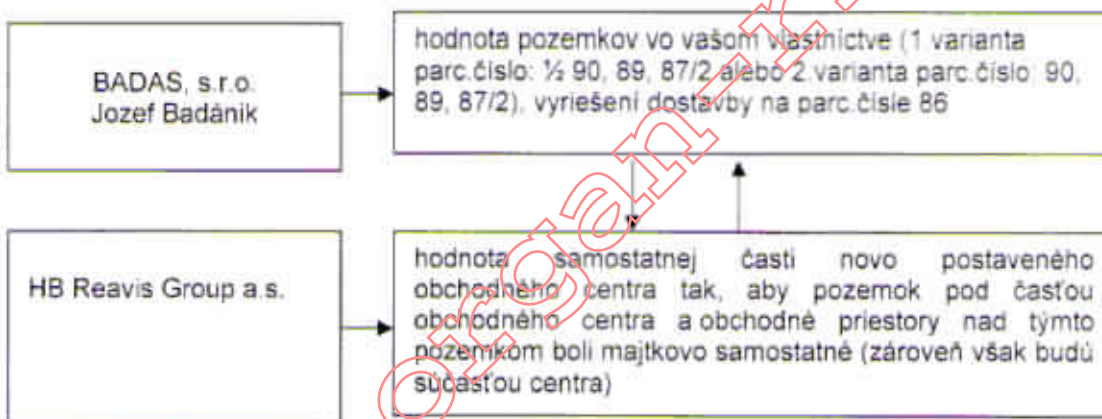 BADAS, s.r.o.
Jozef Badánik
hodnota pozemkov vo vašom vlastníctve (1 varianta
parc.číslo: ½ 90, 89, 87/2 alebo 2.varianta parc.číslo: 90,
89, 87/2), vyriešení dostavby na parc.čísle 86
HB Reavis Group a.s.
hodnota samostatnej časti novo postaveného
obchodného centra tak, aby pozemok pod časťou
obchodného centra a obchodné priestory nad týmto
pozemkom boli majtkovo samostatné (zároveň však budú
súčasťou centra)
organ-